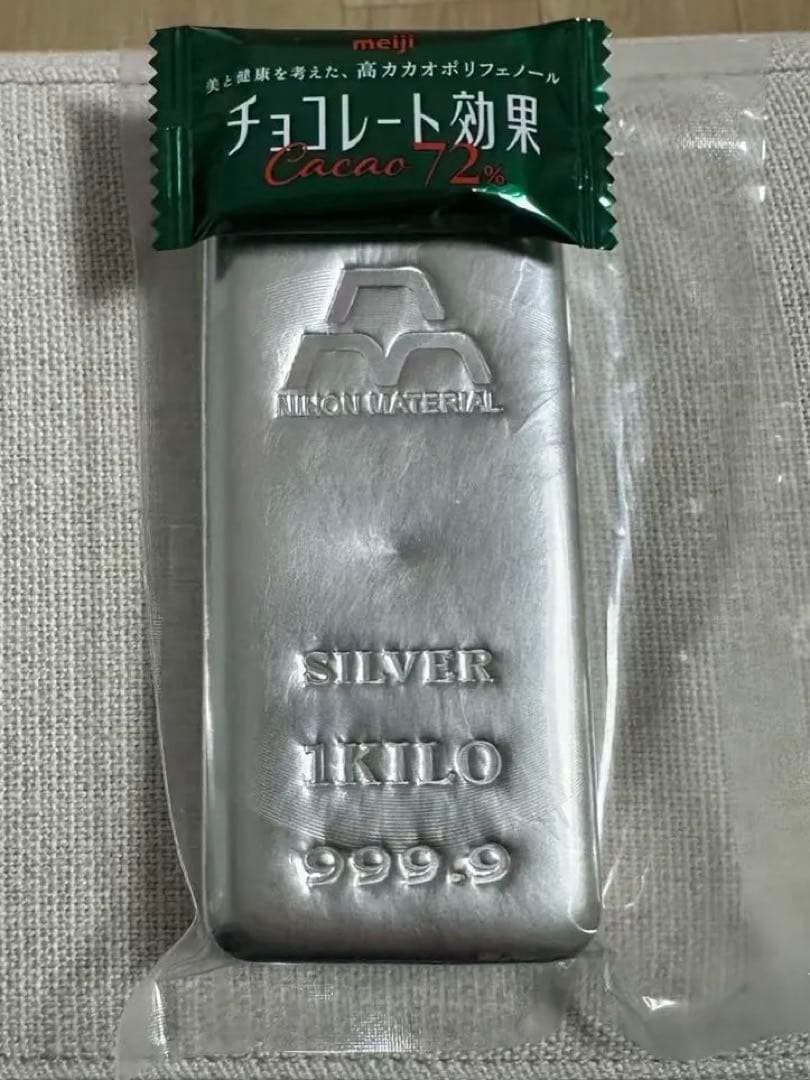 meiji
美と健康を考えた、高カカオポリフェノール
チョコレート効果
Cacao 72%
NIHON MATERIAL
SILVER
1KILO
999.9